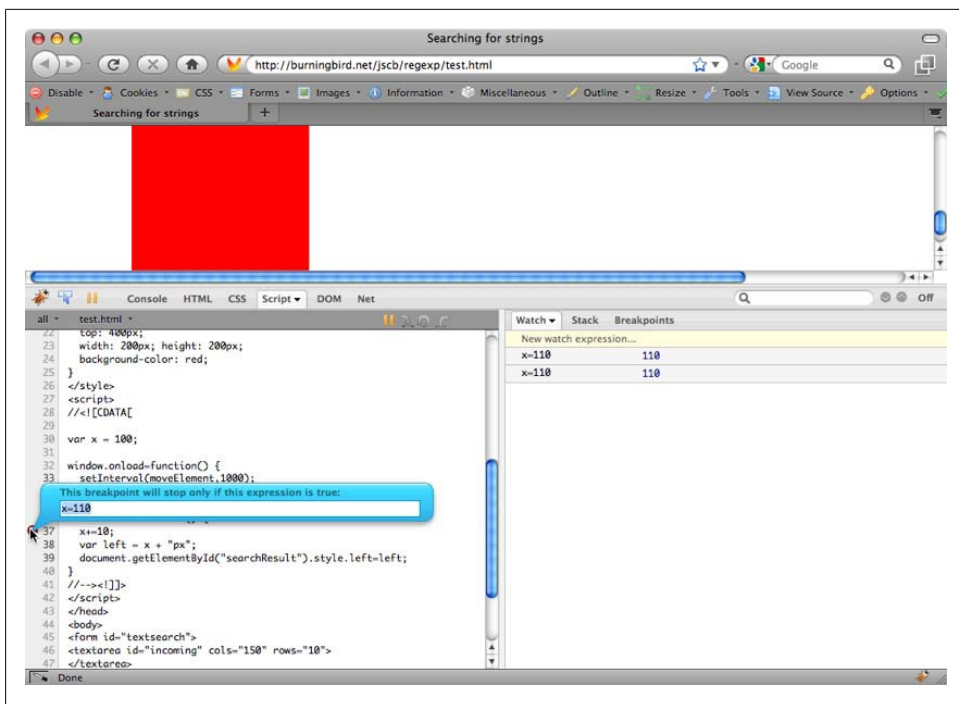 Searching for strings
http://burningbird.net/jscb/regexp/test.html
Google
Disable Cookies CSS Forms Images Information Miscellaneous Outline Resize Tools View Source Options
Searching for strings +
Console HTML CSS Script DOM Net
Off
all test.html
Watch Stack Breakpoints
New watch expression...
x=110 110
x=110 110
22 top: 400px;
23 width: 200px; height: 200px;
24 background-color: red;
25 }
26 </style>
27 <script>
28 //<![CDATA[
29
30 var x = 100;
31
32 window.onload=function() {
33 setInterval(moveElement,1000);
This breakpoint will stop only if this expression is true:
x=110
37 x+=10;
38 var left = x + "px";
39 document.getElementById("searchResult").style.left=left;
40 }
41 //--><!]]>
42 </script>
43 </head>
44 <body>
45 <form id="textsearch">
46 <textarea id="incoming" cols="150" rows="10">
47 </textarea>
Done